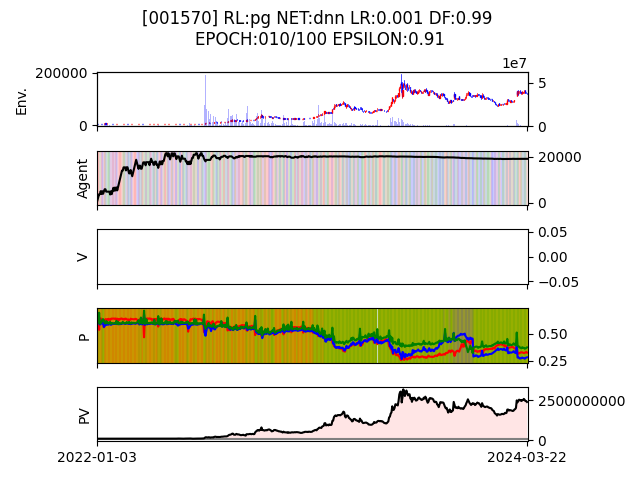 [001570] RL:pg NET:dnn LR:0.001 DF:0.99
EPOCH:010/100 EPSILON:0.91
1e7
200000
0
Env.
5
0
Agent
20000
0
V
0.05
0.00
−0.05
P
0.50
0.25
PV
2500000000
0
2022-01-03
2024-03-22